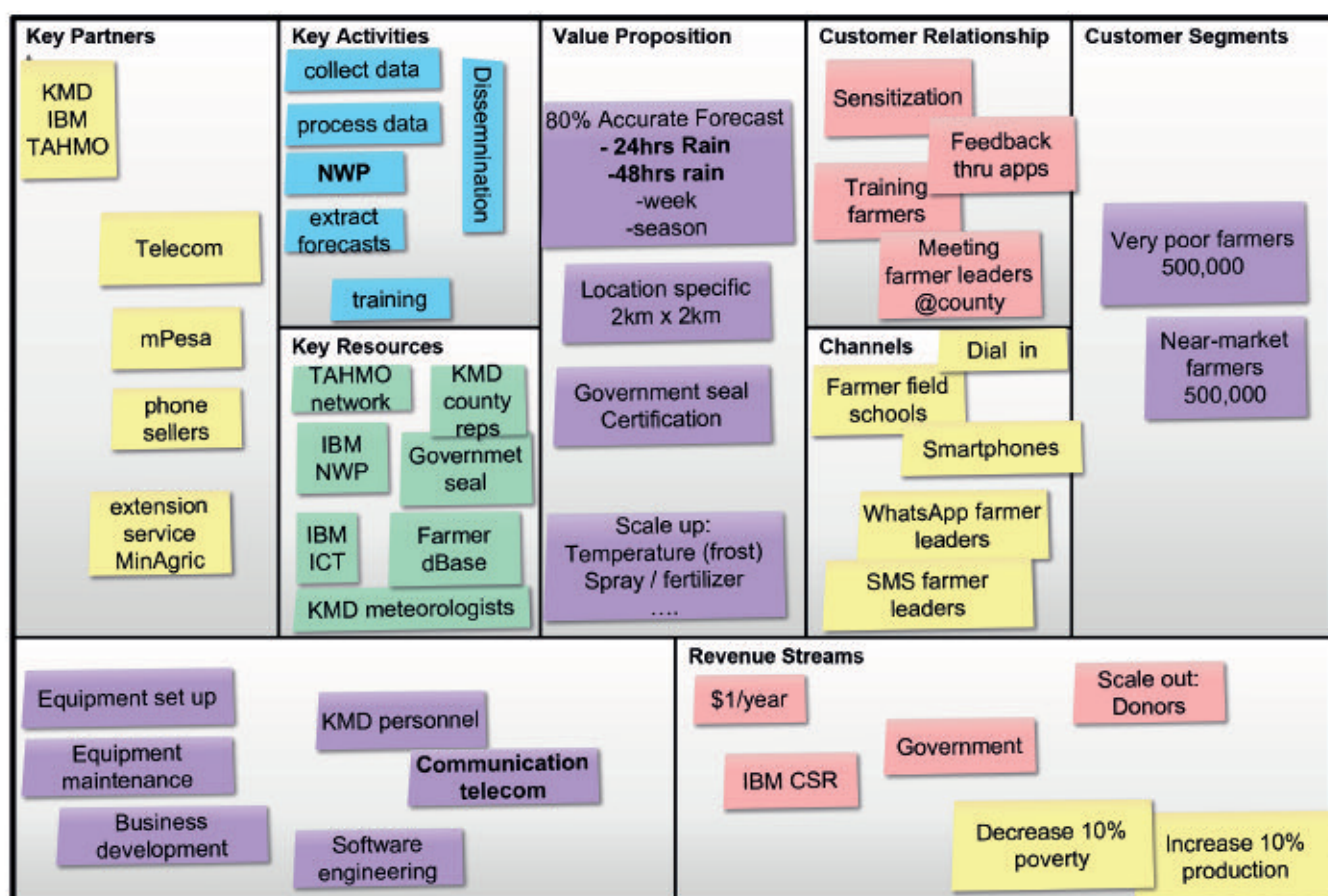 Key Partners
KMD
IBM
TAHMO
Telecom
mPesa
phone
sellers
extension
service
MinAgric
Key Activities
collect data
process data
NWP
extract
forecasts
training
Dissemnination
Key Resources
TAHMO
network
KMD
county
reps
IBM
NWP
Governmet
seal
IBM
ICT
Farmer
dBase
KMD meteorologists
Value Proposition
80% Accurate Forecast
- 24hrs Rain
-48hrs rain
-week
-season
Location specific
2km x 2km
Government seal
Certification
Scale up:
Temperature (frost)
Spray / fertilizer
....
Customer Relationship
Sensitization
Feedback
thru apps
Training
farmers
Meeting
farmer leaders
@county
Channels
Dial in
Farmer field
schools
Smartphones
WhatsApp farmer
leaders
SMS farmer
leaders
Customer Segments
Very poor farmers
500,000
Near-market
farmers
500,000
Equipment set up
Equipment
maintenance
Business
development
KMD personnel
Communication
telecom
Software
engineering
Revenue Streams
$1/year
IBM CSR
Government
Scale out:
Donors
Decrease 10%
poverty
Increase 10%
production